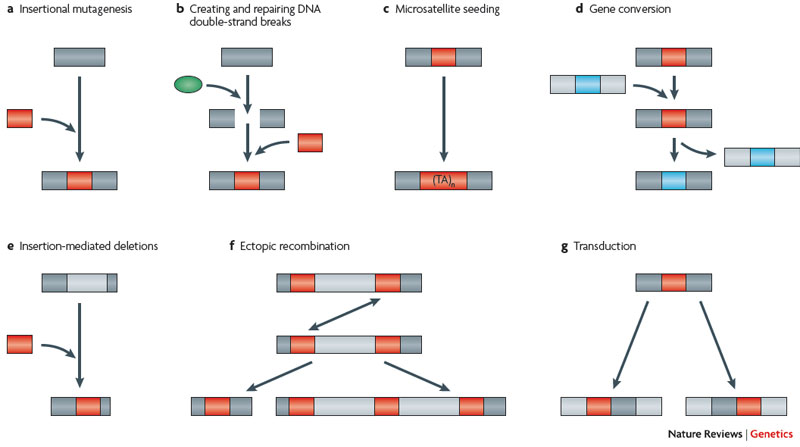 a Insertional mutagenesis
b Creating and repairing DNA
double-strand breaks
c Microsatellite seeding
d Gene conversion
(TA)n
e Insertion-mediated deletions
f Ectopic recombination
g Transduction
Nature Reviews | Genetics